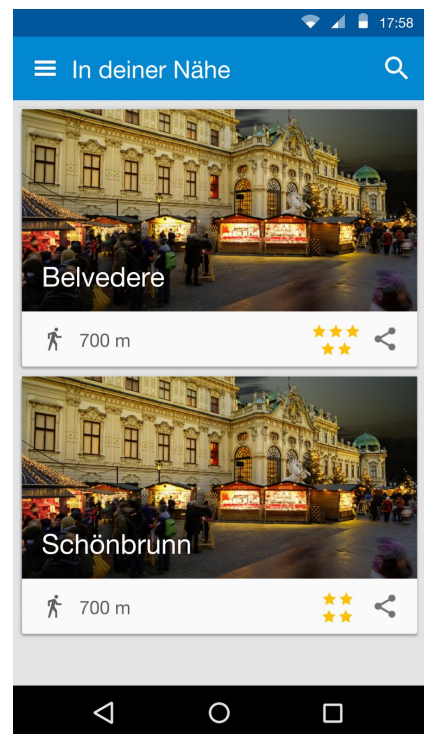 17:58
In deiner Nähe
Belvedere
700 m
Schönbrunn
700 m